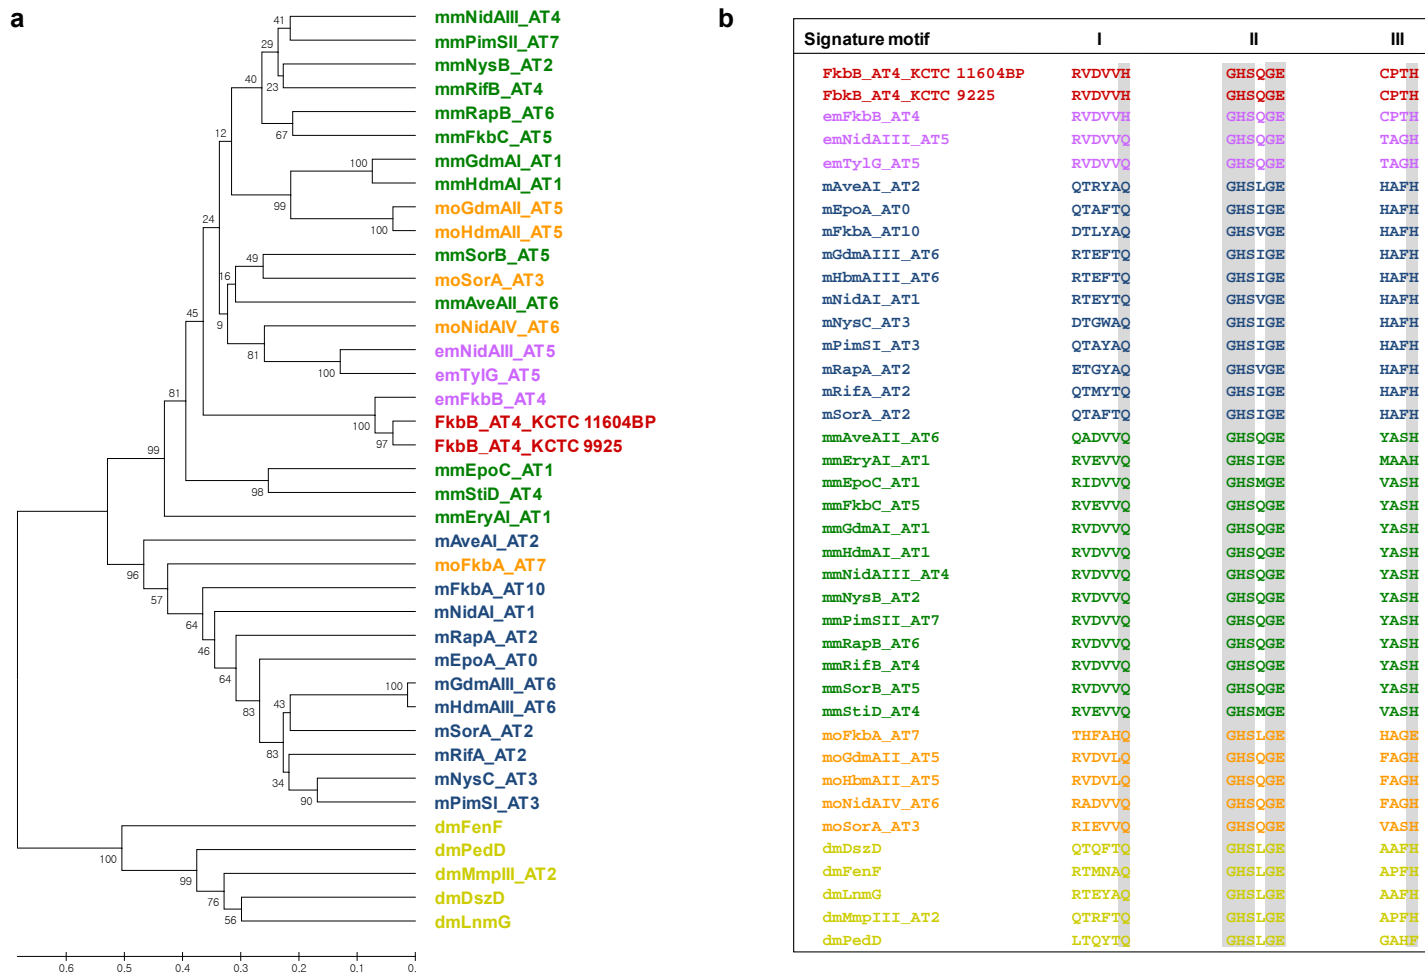 a
mmNidAIII_AT4
mmPimSII_AT7
mmNysB_AT2
mmRifB_AT4
mmRapB_AT6
mmFkbC_AT5
mmGdmAI_AT1
mmHdmAI_AT1
moGdmAII_AT5
moHdmAII_AT5
mmSorB_AT5
moSorA_AT3
mmAveAII_AT6
moNidAIV_AT6
emNidAIII_AT5
emTylG_AT5
emFkbB_AT4
FkbB_AT4_KCTC 11604BP
FkbB_AT4_KCTC 9925
mmEpoC_AT1
mmStiD_AT4
mmEryAI_AT1
mAveAI_AT2
moFkbA_AT7
mFkbA_AT10
mNidAI_AT1
mRapA_AT2
mEpoA_AT0
mGdmAIII_AT6
mHdmAIII_AT6
mSorA_AT2
mRifA_AT2
mNysC_AT3
mPimSI_AT3
dmFenF
dmPedD
dmMmpIII_AT2
dmDszD
dmLnmG
41
29
40
23
12
67
100
99
100
24
49
16
9
45
81
100
81
100
97
99
98
96
57
64
46
64
100
83
43
83
34
90
100
99
76
56
0.6 0.5 0.4 0.3 0.2 0.1 0.
b
Signature motif I II III
FkbB_AT4_KCTC 11604BP RVDVVH GHSQGE CPTH
FbkB_AT4_KCTC 9225 RVDVVH GHSQGE CPTH
emFkbB_AT4 RVDVVH GHSQGE CPTH
emNidAIII_AT5 RVDVVQ GHSQGE TAGH
emTylG_AT5 RVDVVQ GHSQGE TAGH
mAveAI_AT2 QTRYAQ GHSLGE HAFH
mEpoA_AT0 QTAFTQ GHSIGE HAFH
mFkbA_AT10 DTLYAQ GHSVGE HAFH
mGdmAIII_AT6 RTEFTQ GHSIGE HAFH
mHbmAIII_AT6 RTEFTQ GHSIGE HAFH
mNidAI_AT1 RTEYTQ GHSVGE HAFH
mNysC_AT3 DTGWAQ GHSIGE HAFH
mPimSI_AT3 QTAYAQ GHSIGE HAFH
mRapA_AT2 ETGYAQ GHSVGE HAFH
mRifA_AT2 QTMYTQ GHSIGE HAFH
mSorA_AT2 QTAFTQ GHSIGE HAFH
mmAveAII_AT6 QADVVQ GHSQGE YASH
mmEryAI_AT1 RVEVVQ GHSIGE MAAH
mmEpoC_AT1 RIDVVQ GHSMGE VASH
mmFkbC_AT5 RVEVVQ GHSQGE YASH
mmGdmAI_AT1 RVDVVQ GHSQGE YASH
mmHdmAI_AT1 RVDVVQ GHSQGE YASH
mmNidAIII_AT4 RVDVVQ GHSQGE YASH
mmNysB_AT2 RVDVVQ GHSQGE YASH
mmPimSII_AT7 RVDVVQ GHSQGE YASH
mmRapB_AT6 RVDVVQ GHSQGE YASH
mmRifB_AT4 RVDVVQ GHSQGE YASH
mmSorB_AT5 RVDVVQ GHSQGE YASH
mmStiD_AT4 RVEVVQ GHSMGE VASH
moFkbA_AT7 THFAHQ GHSLGE HAGE
moGdmAII_AT5 RVDVLQ GHSQGE FAGH
moHbmAII_AT5 RVDVLQ GHSQGE FAGH
moNidAIV_AT6 RADVVQ GHSQGE FAGH
moSorA_AT3 RIEVVQ GHSQGE VASH
dmDszD QTQFTQ GHSLGE AAFH
dmFenF RTMNAQ GHSLGE APFH
dmLnmG RTEYAQ GHSLGE AAFH
dmMmpIII_AT2 QTRFTQ GHSLGE APFH
dmPedD LTQYTQ GHSLGE GAHF